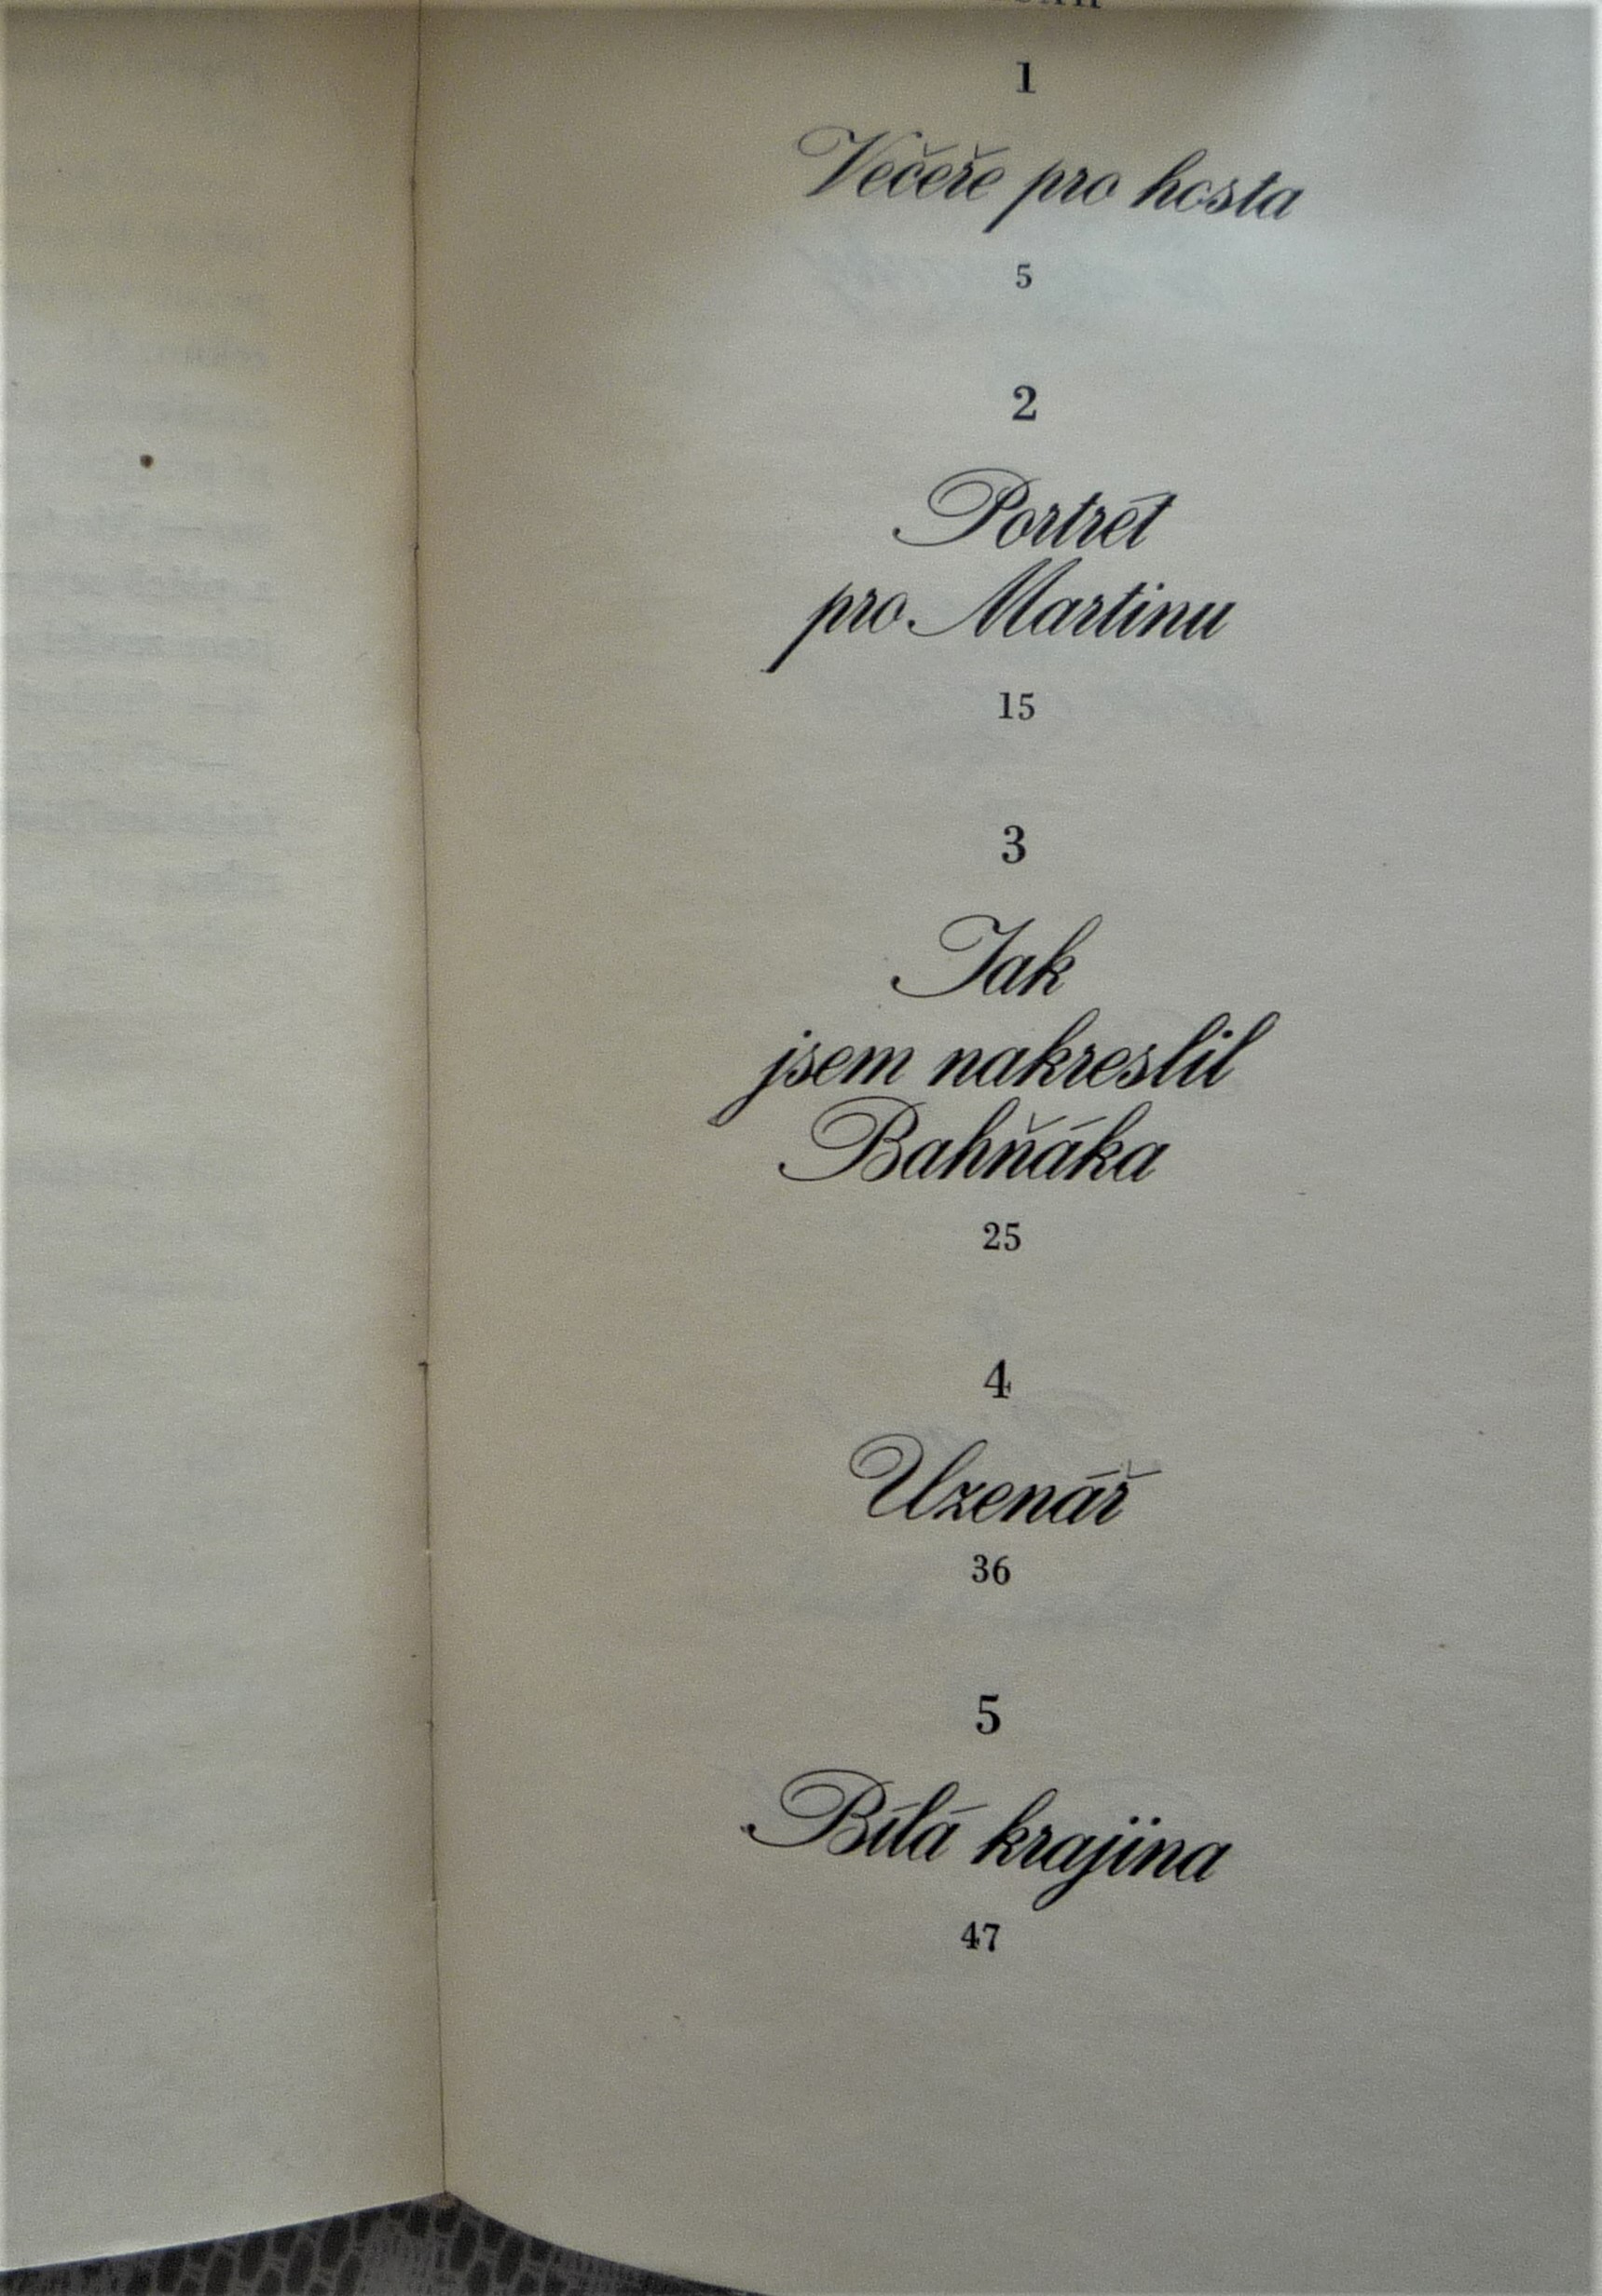 1
Večeře pro hosta
5
2
Portrét
pro Martinu
15
3
Jak
jsem nakreslil
Bahňáka
25
4
Uzenář
36
5
Bílá krajina
47